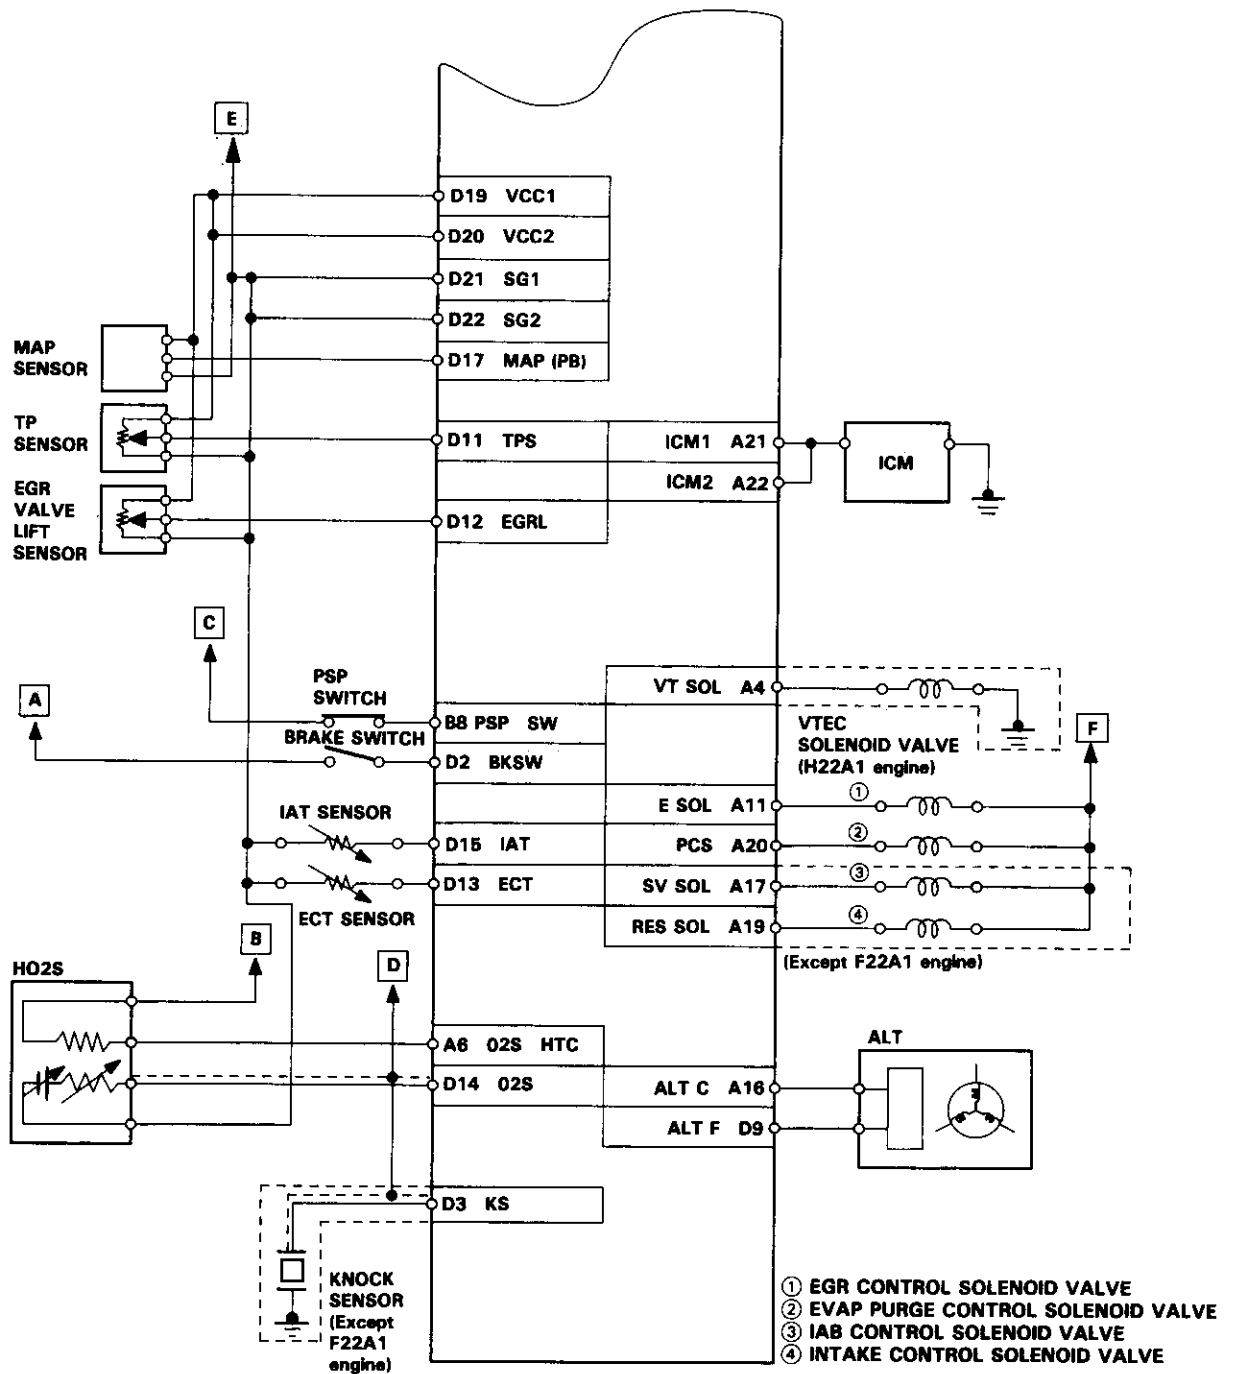 E
D19 VCC1
D20 VCC2
D21 SG1
D22 SG2
D17 MAP (PB)
MAP
SENSOR
TP
SENSOR
D11 TPS
ICM1 A21
ICM2 A22
ICM
EGR
VALVE
LIFT
SENSOR
D12 EGRL
C
A
PSP
SWITCH
BRAKE SWITCH
B8 PSP SW
D2 BKSW
VT SOL A4
VTEC
SOLENOID VALVE
(H22A1 engine)
F
IAT SENSOR
D15 IAT
D13 ECT
ECT SENSOR
E SOL A11
①
PCS A20
②
SV SOL A17
③
RES SOL A19
④
(Except F22A1 engine)
B
D
HO2S
A6 O2S HTC
D14 O2S
ALT C A16
ALT F D9
ALT
D3 KS
KNOCK
SENSOR
(Except
F22A1
engine)
① EGR CONTROL SOLENOID VALVE
② EVAP PURGE CONTROL SOLENOID VALVE
③ IAB CONTROL SOLENOID VALVE
④ INTAKE CONTROL SOLENOID VALVE